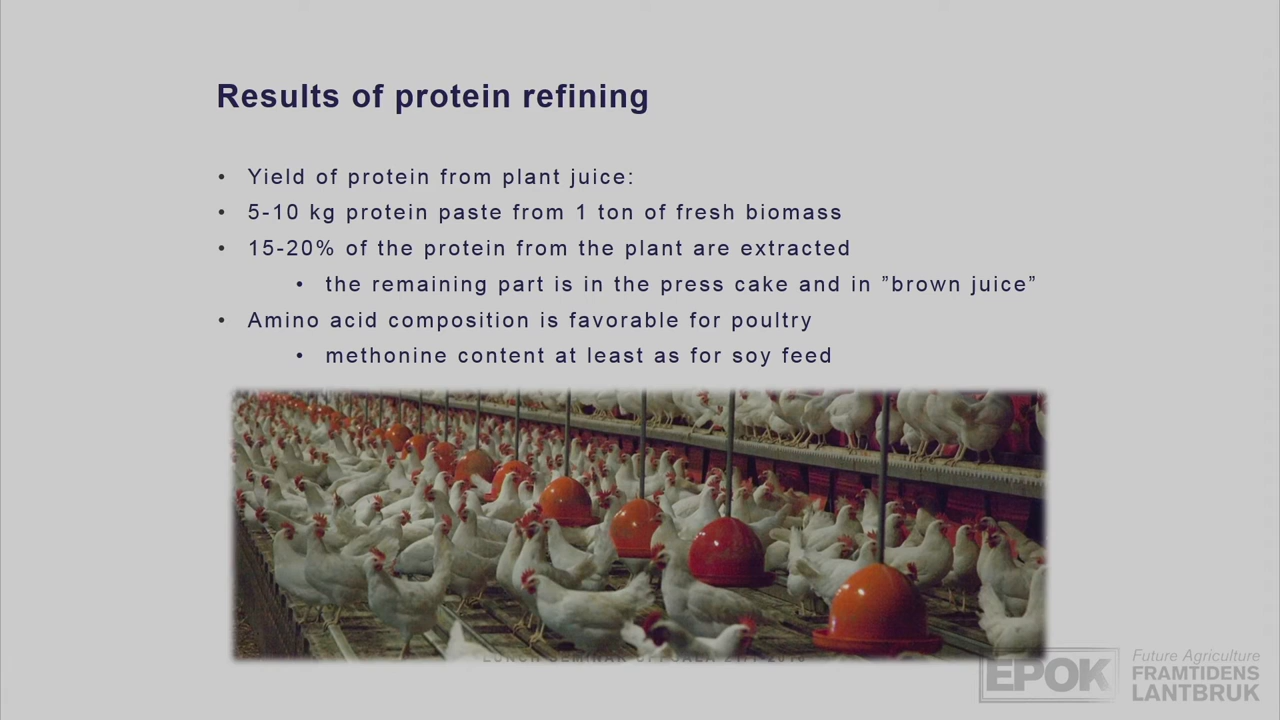 Results of protein refining
• Yield of protein from plant juice:
• 5-10 kg protein paste from 1 ton of fresh biomass
• 15-20% of the protein from the plant are extracted
• the remaining part is in the press cake and in ”brown juice”
• Amino acid composition is favorable for poultry
• methonine content at least as for soy feed
LUNCH SEMINAR UPPSALA
EPOK
Future Agriculture
FRAMTIDENS
LANTBRUK